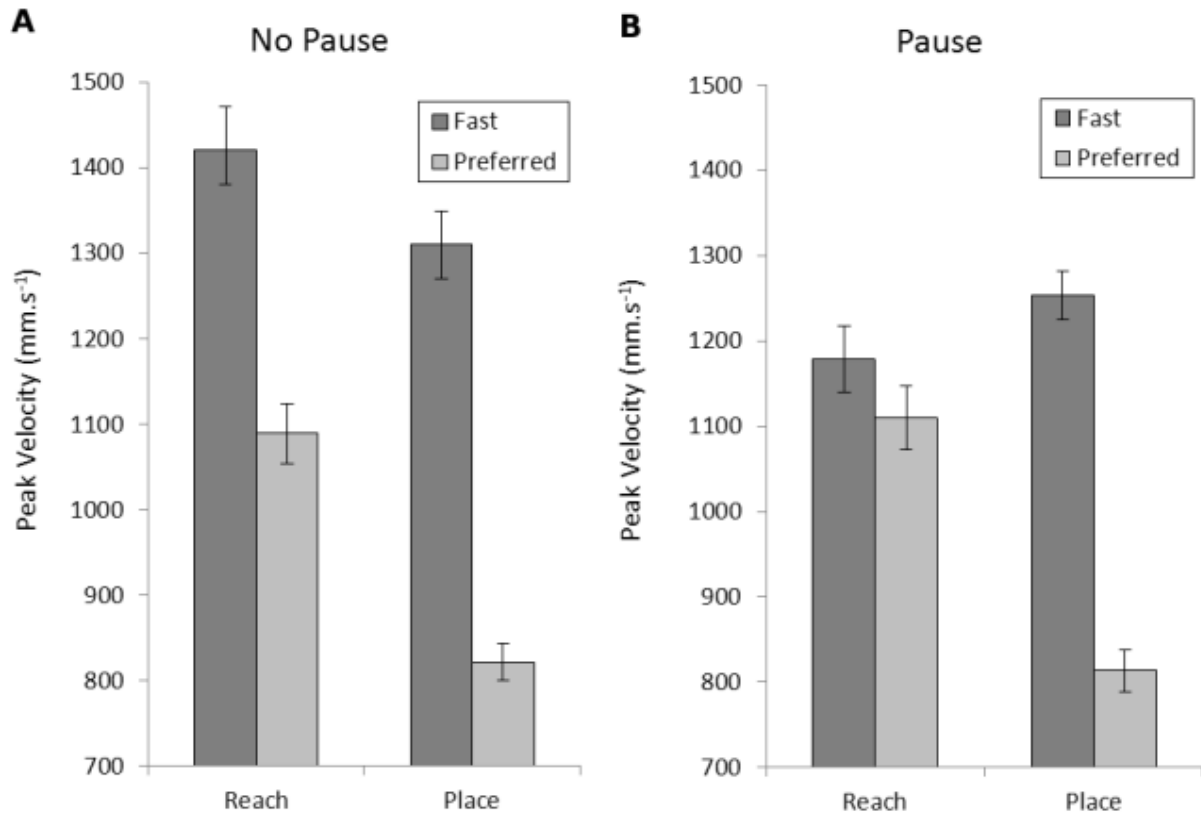 A
No Pause
Peak Velocity (mm.s⁻¹)
1500
1400
1300
1200
1100
1000
900
800
700
Fast
Preferred
Reach Place
B
Pause
Peak Velocity (mm.s⁻¹)
1500
1400
1300
1200
1100
1000
900
800
700
Fast
Preferred
Reach Place